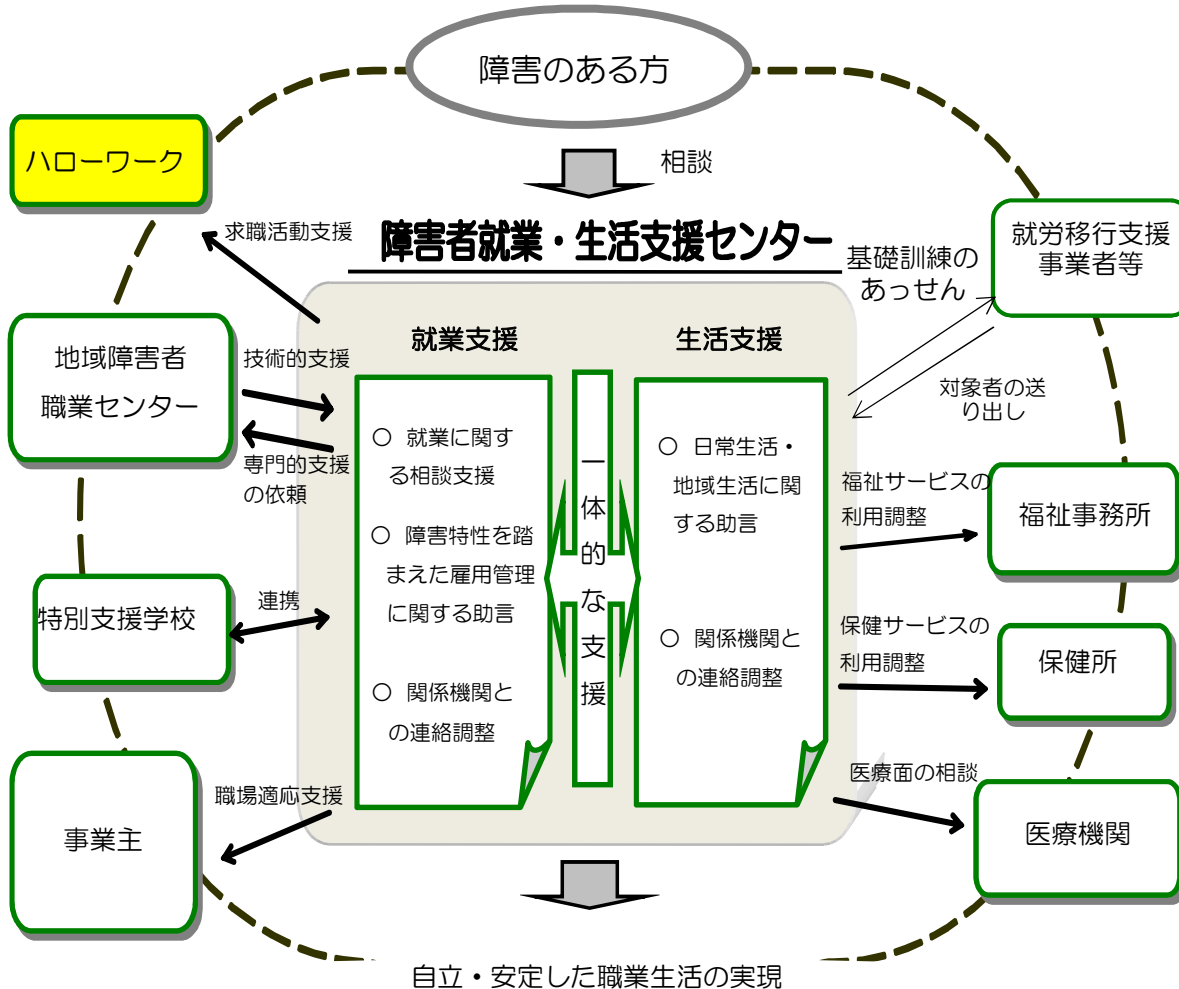 障害のある方
相談
ハローワーク
求職活動支援
障害者就業・生活支援センター
基礎訓練の
あっせん
就労移行支援
事業者等
対象者の送
り出し
地域障害者
職業センター
技術的支援
専門的支援
の依頼
特別支援学校
連携
事業主
職場適応支援
就業支援
○ 就業に関す
る相談支援
○ 障害特性を踏
まえた雇用管理
に関する助言
○ 関係機関と
の連絡調整
一体的な支援
生活支援
○ 日常生活・
地域生活に関
する助言
○ 関係機関と
の連絡調整
福祉サービスの
利用調整
福祉事務所
保健サービスの
利用調整
保健所
医療面の相談
医療機関
自立・安定した職業生活の実現